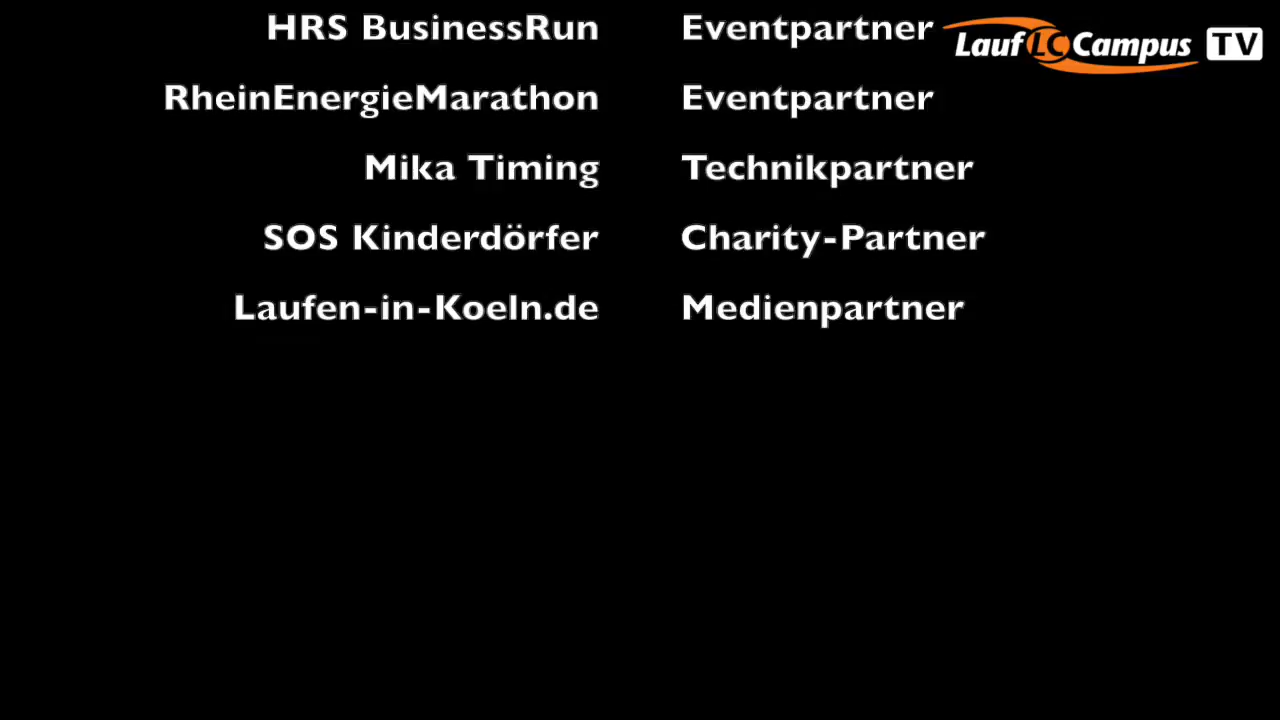 HRS BusinessRun Eventpartner
Lauf LC Campus TV
RheinEnergieMarathon Eventpartner
Mika Timing Technikpartner
SOS Kinderdörfer Charity-Partner
Laufen-in-Koeln.de Medienpartner